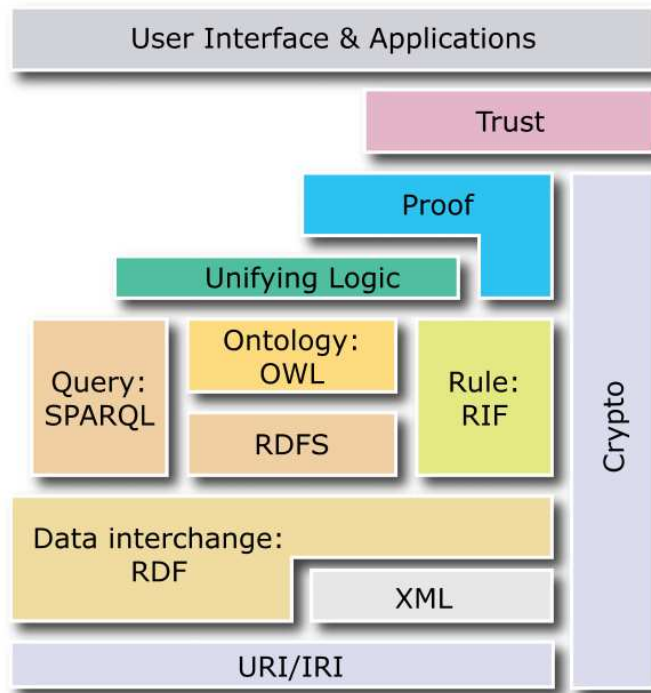 User Interface & Applications
Trust
Proof
Unifying Logic
Query:
SPARQL
Ontology:
OWL
RDFS
Rule:
RIF
Crypto
Data interchange:
RDF
XML
URI/IRI